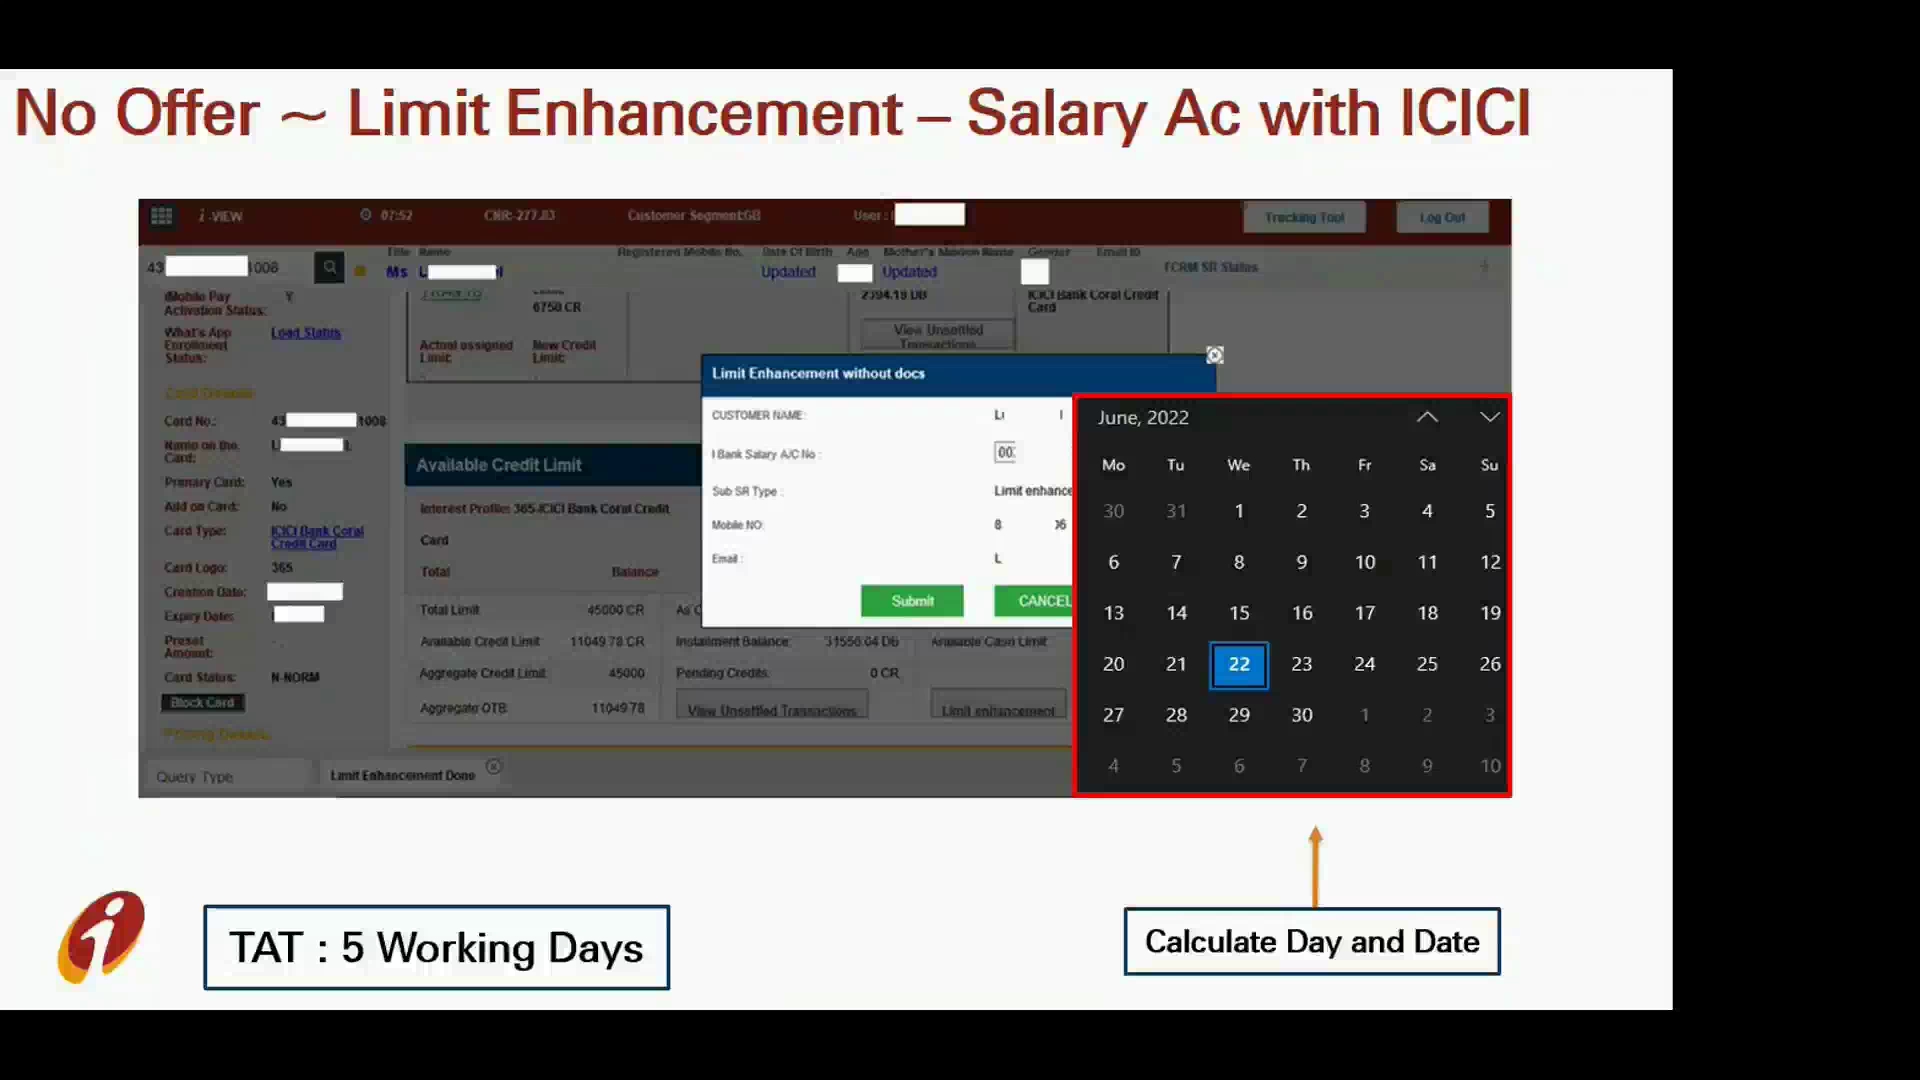 No Offer ~ Limit Enhancement – Salary Ac with ICICI
i-VIEW 07:52 CNR-277.03 Customer Segment:GB User : Tracking Tool Log Out
Title Name Registered Mobile No. Date Of Birth Age Mother's Maiden Name Gender Email ID
43 1008 Ms L Updated Updated FCRM SR Status
iMobile Pay Activation Status: Y
What's App Enrollment Status: Load Status
6750 CR
2394.18 DB
ICICI Bank Coral Credit Card
Actual assigned Limit: New Credit Limit:
View Unsettled Transactions
Card Details
Card No.: 43 1008
Name on the Card: L L
Primary Card: Yes
Add on Card: No
Card Type: ICICI Bank Coral Credit Card
Card Logo: 365
Creation Date:
Expiry Date:
Preset Amount: -
Card Status: N-NORM
Block Card
Pricing Details
Available Credit Limit
Interest Profile: 365-ICICI Bank Coral Credit Card
Total Balance
Total Limit 45000 CR As O
Available Credit Limit 11049.78 CR Instalment Balance: 31556.04 DB Available Cash Limit
Aggregate Credit Limit 45000 Pending Credits: 0 CR
Aggregate OTB: 11049.78 View Unsettled Transactions Limit enhancement
Query Type Limit Enhancement Done
Limit Enhancement without docs
CUSTOMER NAME:
I Bank Salary A/C No : 00
Sub SR Type : Limit enhance
Mobile NO: 8 06
Email : L
Submit CANCEL
June, 2022
Mo Tu We Th Fr Sa Su
30 31 1 2 3 4 5
6 7 8 9 10 11 12
13 14 15 16 17 18 19
20 21 22 23 24 25 26
27 28 29 30 1 2 3
4 5 6 7 8 9 10
TAT : 5 Working Days
Calculate Day and Date